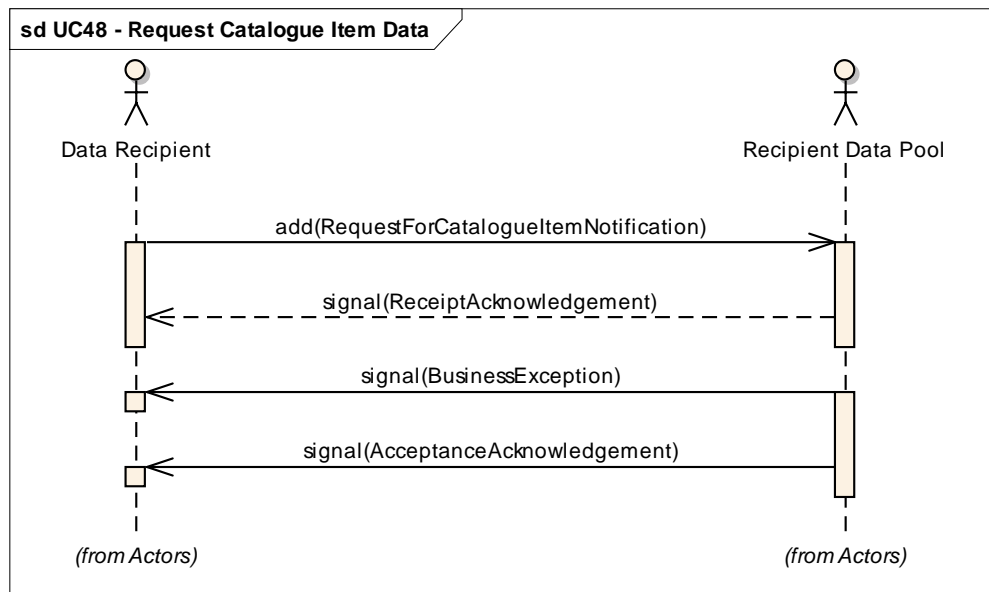 sd UC48 - Request Catalogue Item Data
Data Recipient
Recipient Data Pool
add(RequestForCatalogueItemNotification)
signal(ReceiptAcknowledgement)
signal(BusinessException)
signal(AcceptanceAcknowledgement)
(from Actors)
(from Actors)